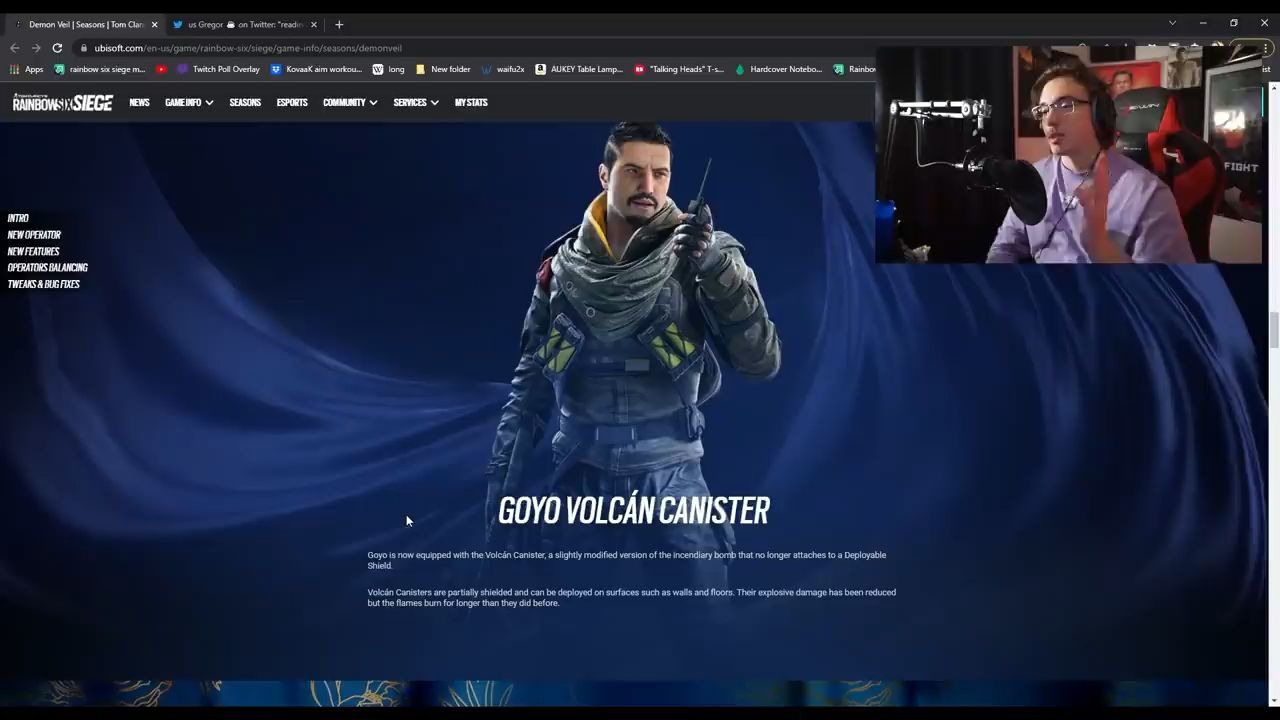 Demon Veil | Seasons | Tom Clan
us Gregor on Twitter: "readin
ubisoft.com/en-us/game/rainbow-six/siege/game-info/seasons/demonveil
Apps rainbow six siege m... Twitch Poll Overlay KovaaK aim workou... long New folder waifu2x AUKEY Table Lamp,... "Talking Heads" T-s... Hardcover Notebo... Rainbow
RAINBOW SIX SIEGE NEWS GAME INFO SEASONS ESPORTS COMMUNITY SERVICES MY STATS
INTRO
NEW OPERATOR
NEW FEATURES
OPERATORS BALANCING
TWEAKS & BUG FIXES
FIGHT
GOYO VOLCÁN CANISTER
Goyo is now equipped with the Volcán Canister, a slightly modified version of the incendiary bomb that no longer attaches to a Deployable
Shield.
Volcán Canisters are partially shielded and can be deployed on surfaces such as walls and floors. Their explosive damage has been reduced
but the flames burn for longer than they did before.